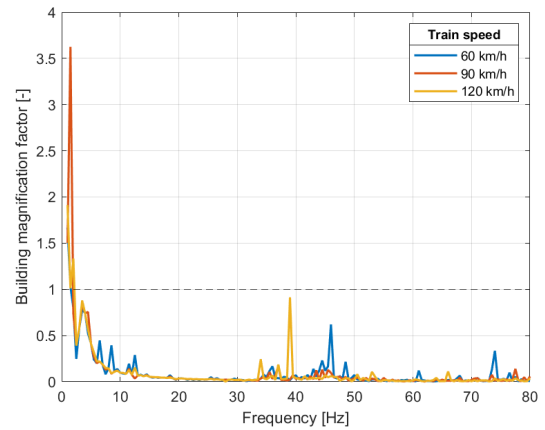 Train speed
60 km/h
90 km/h
120 km/h
Building magnification factor [-]
4
3.5
3
2.5
2
1.5
1
0.5
0
0 10 20 30 40 50 60 70 80
Frequency [Hz]